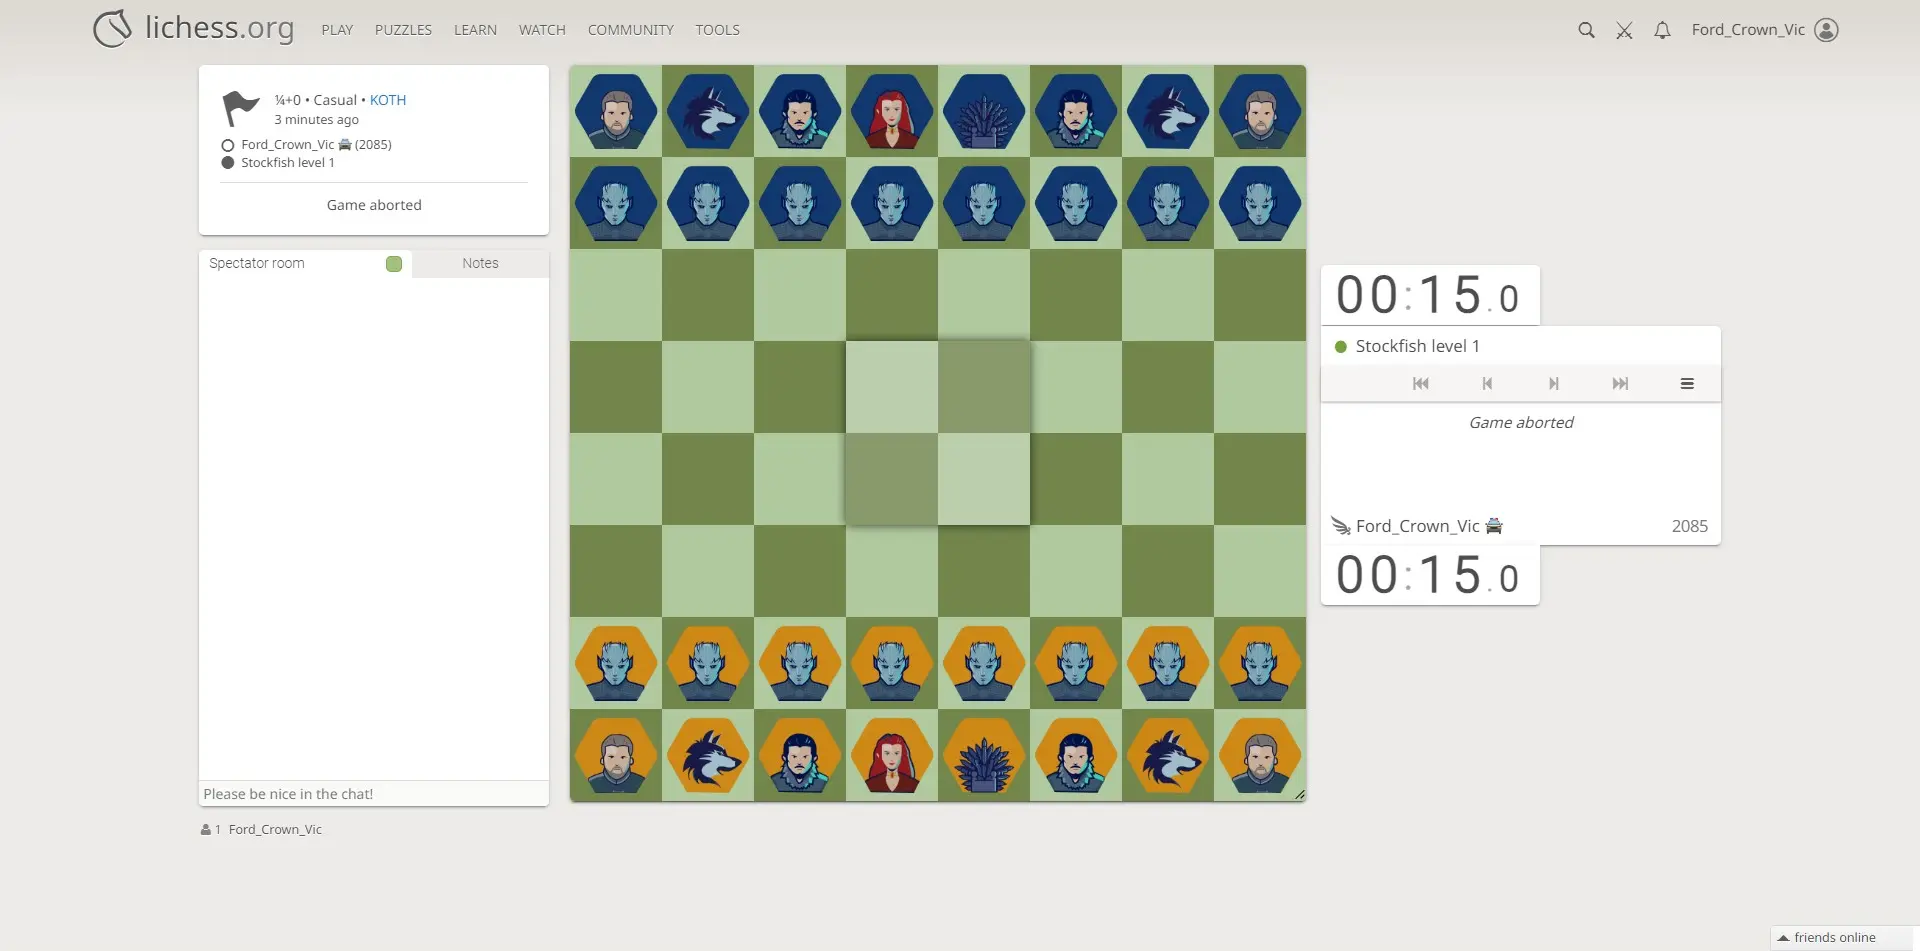 lichess.org
PLAY PUZZLES LEARN WATCH COMMUNITY TOOLS
Ford_Crown_Vic
¼+0 • Casual • KOTH
3 minutes ago
Ford_Crown_Vic (2085)
Stockfish level 1
Game aborted
Spectator room
Notes
Please be nice in the chat!
1 Ford_Crown_Vic
00:15.0
Stockfish level 1
Game aborted
Ford_Crown_Vic 2085
00:15.0
friends online